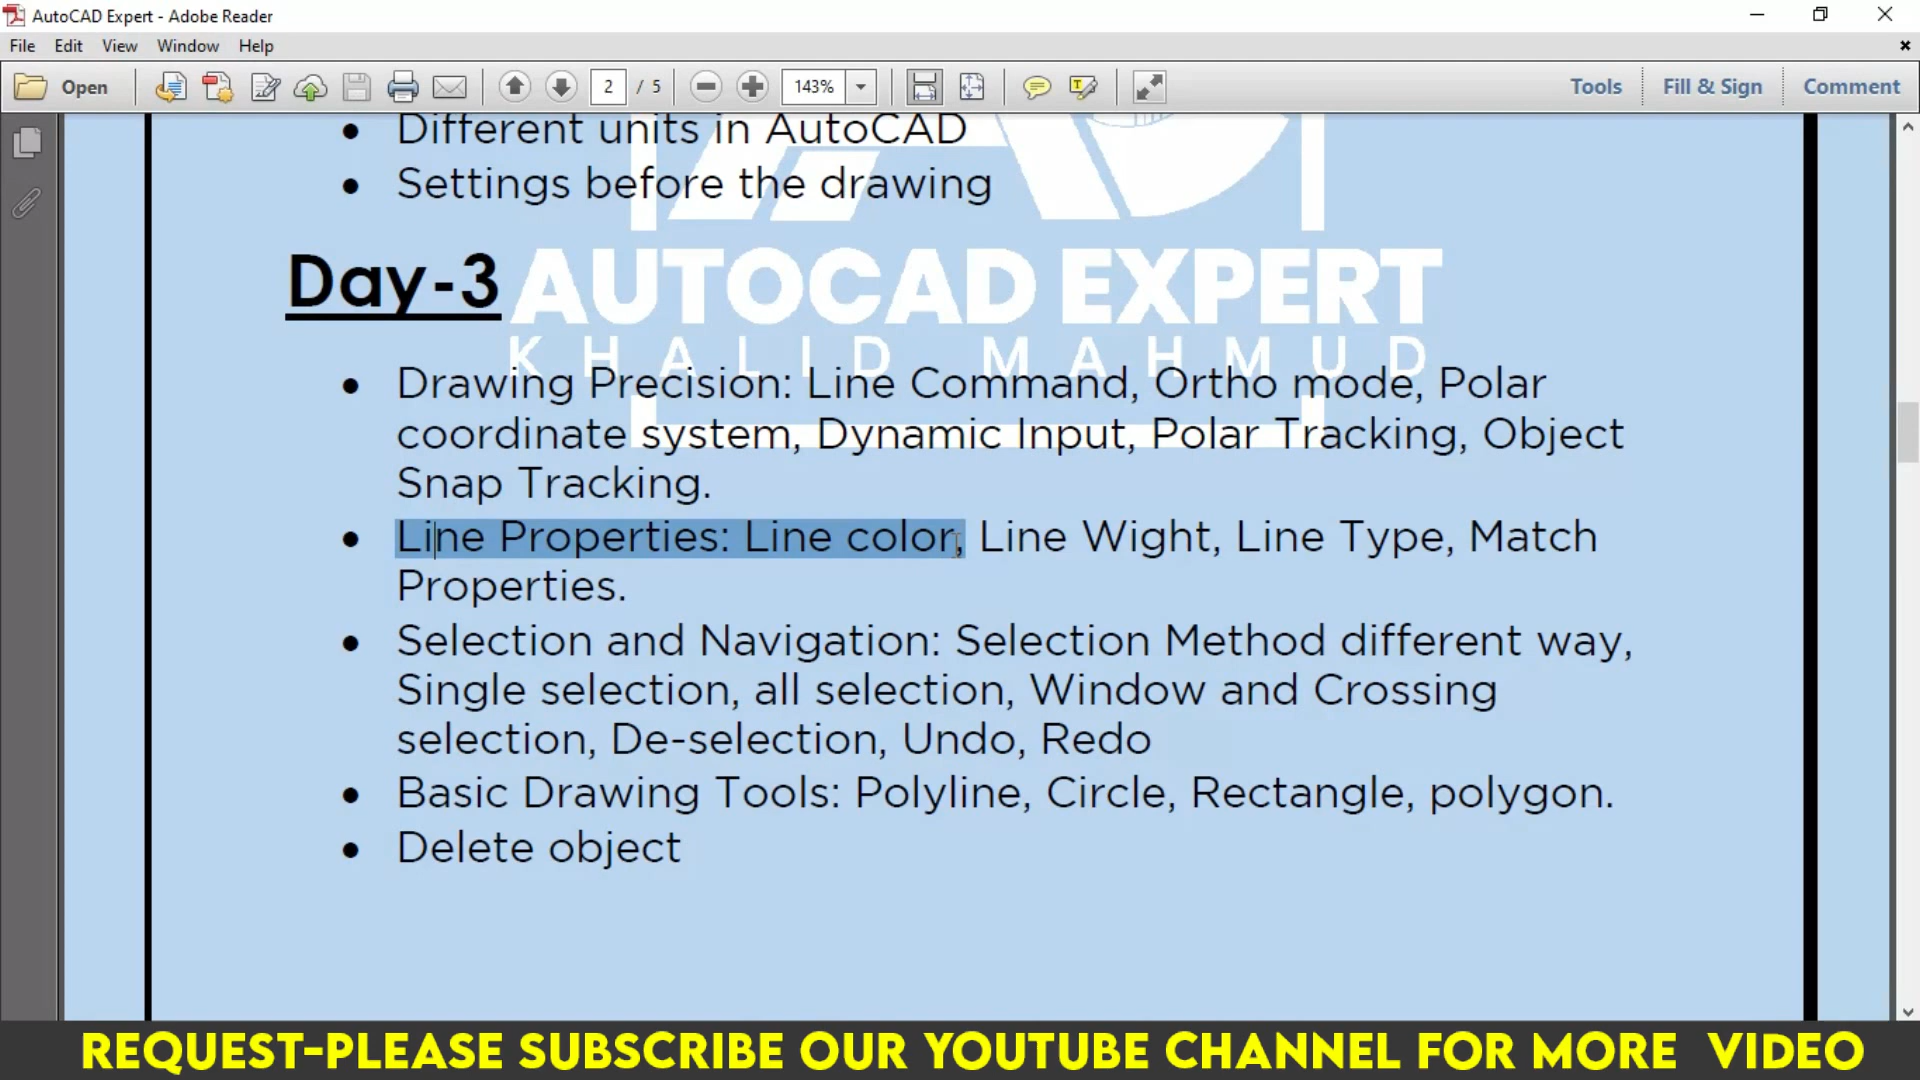 AutoCAD Expert - Adobe Reader
File Edit View Window Help
Open 2 / 5 143% Tools Fill & Sign Comment
• Different units in AutoCAD
• Settings before the drawing
Day-3
AUTOCAD EXPERT
KHALID MAHMUD
• Drawing Precision: Line Command, Ortho mode, Polar
coordinate system, Dynamic Input, Polar Tracking, Object
Snap Tracking.
• Line Properties: Line color, Line Wight, Line Type, Match
Properties.
• Selection and Navigation: Selection Method different way,
Single selection, all selection, Window and Crossing
selection, De-selection, Undo, Redo
• Basic Drawing Tools: Polyline, Circle, Rectangle, polygon.
• Delete object
REQUEST-PLEASE SUBSCRIBE OUR YOUTUBE CHANNEL FOR MORE VIDEO